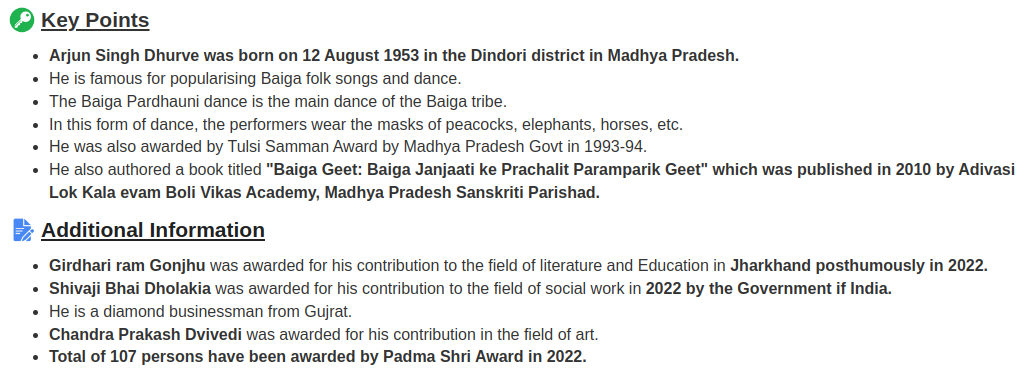 Key Points
Arjun Singh Dhurve was born on 12 August 1953 in the Dindori district in Madhya Pradesh.
He is famous for popularising Baiga folk songs and dance.
The Baiga Pardhauni dance is the main dance of the Baiga tribe.
In this form of dance, the performers wear the masks of peacocks, elephants, horses, etc.
He was also awarded by Tulsi Samman Award by Madhya Pradesh Govt in 1993-94.
He also authored a book titled "Baiga Geet: Baiga Janjaati ke Prachalit Paramparik Geet" which was published in 2010 by Adivasi
Lok Kala evam Boli Vikas Academy, Madhya Pradesh Sanskriti Parishad.
Additional Information
Girdhari ram Gonjhu was awarded for his contribution to the field of literature and Education in Jharkhand posthumously in 2022.
Shivaji Bhai Dholakia was awarded for his contribution to the field of social work in 2022 by the Government if India.
He is a diamond businessman from Gujrat.
Chandra Prakash Dvivedi was awarded for his contribution in the field of art.
Total of 107 persons have been awarded by Padma Shri Award in 2022.